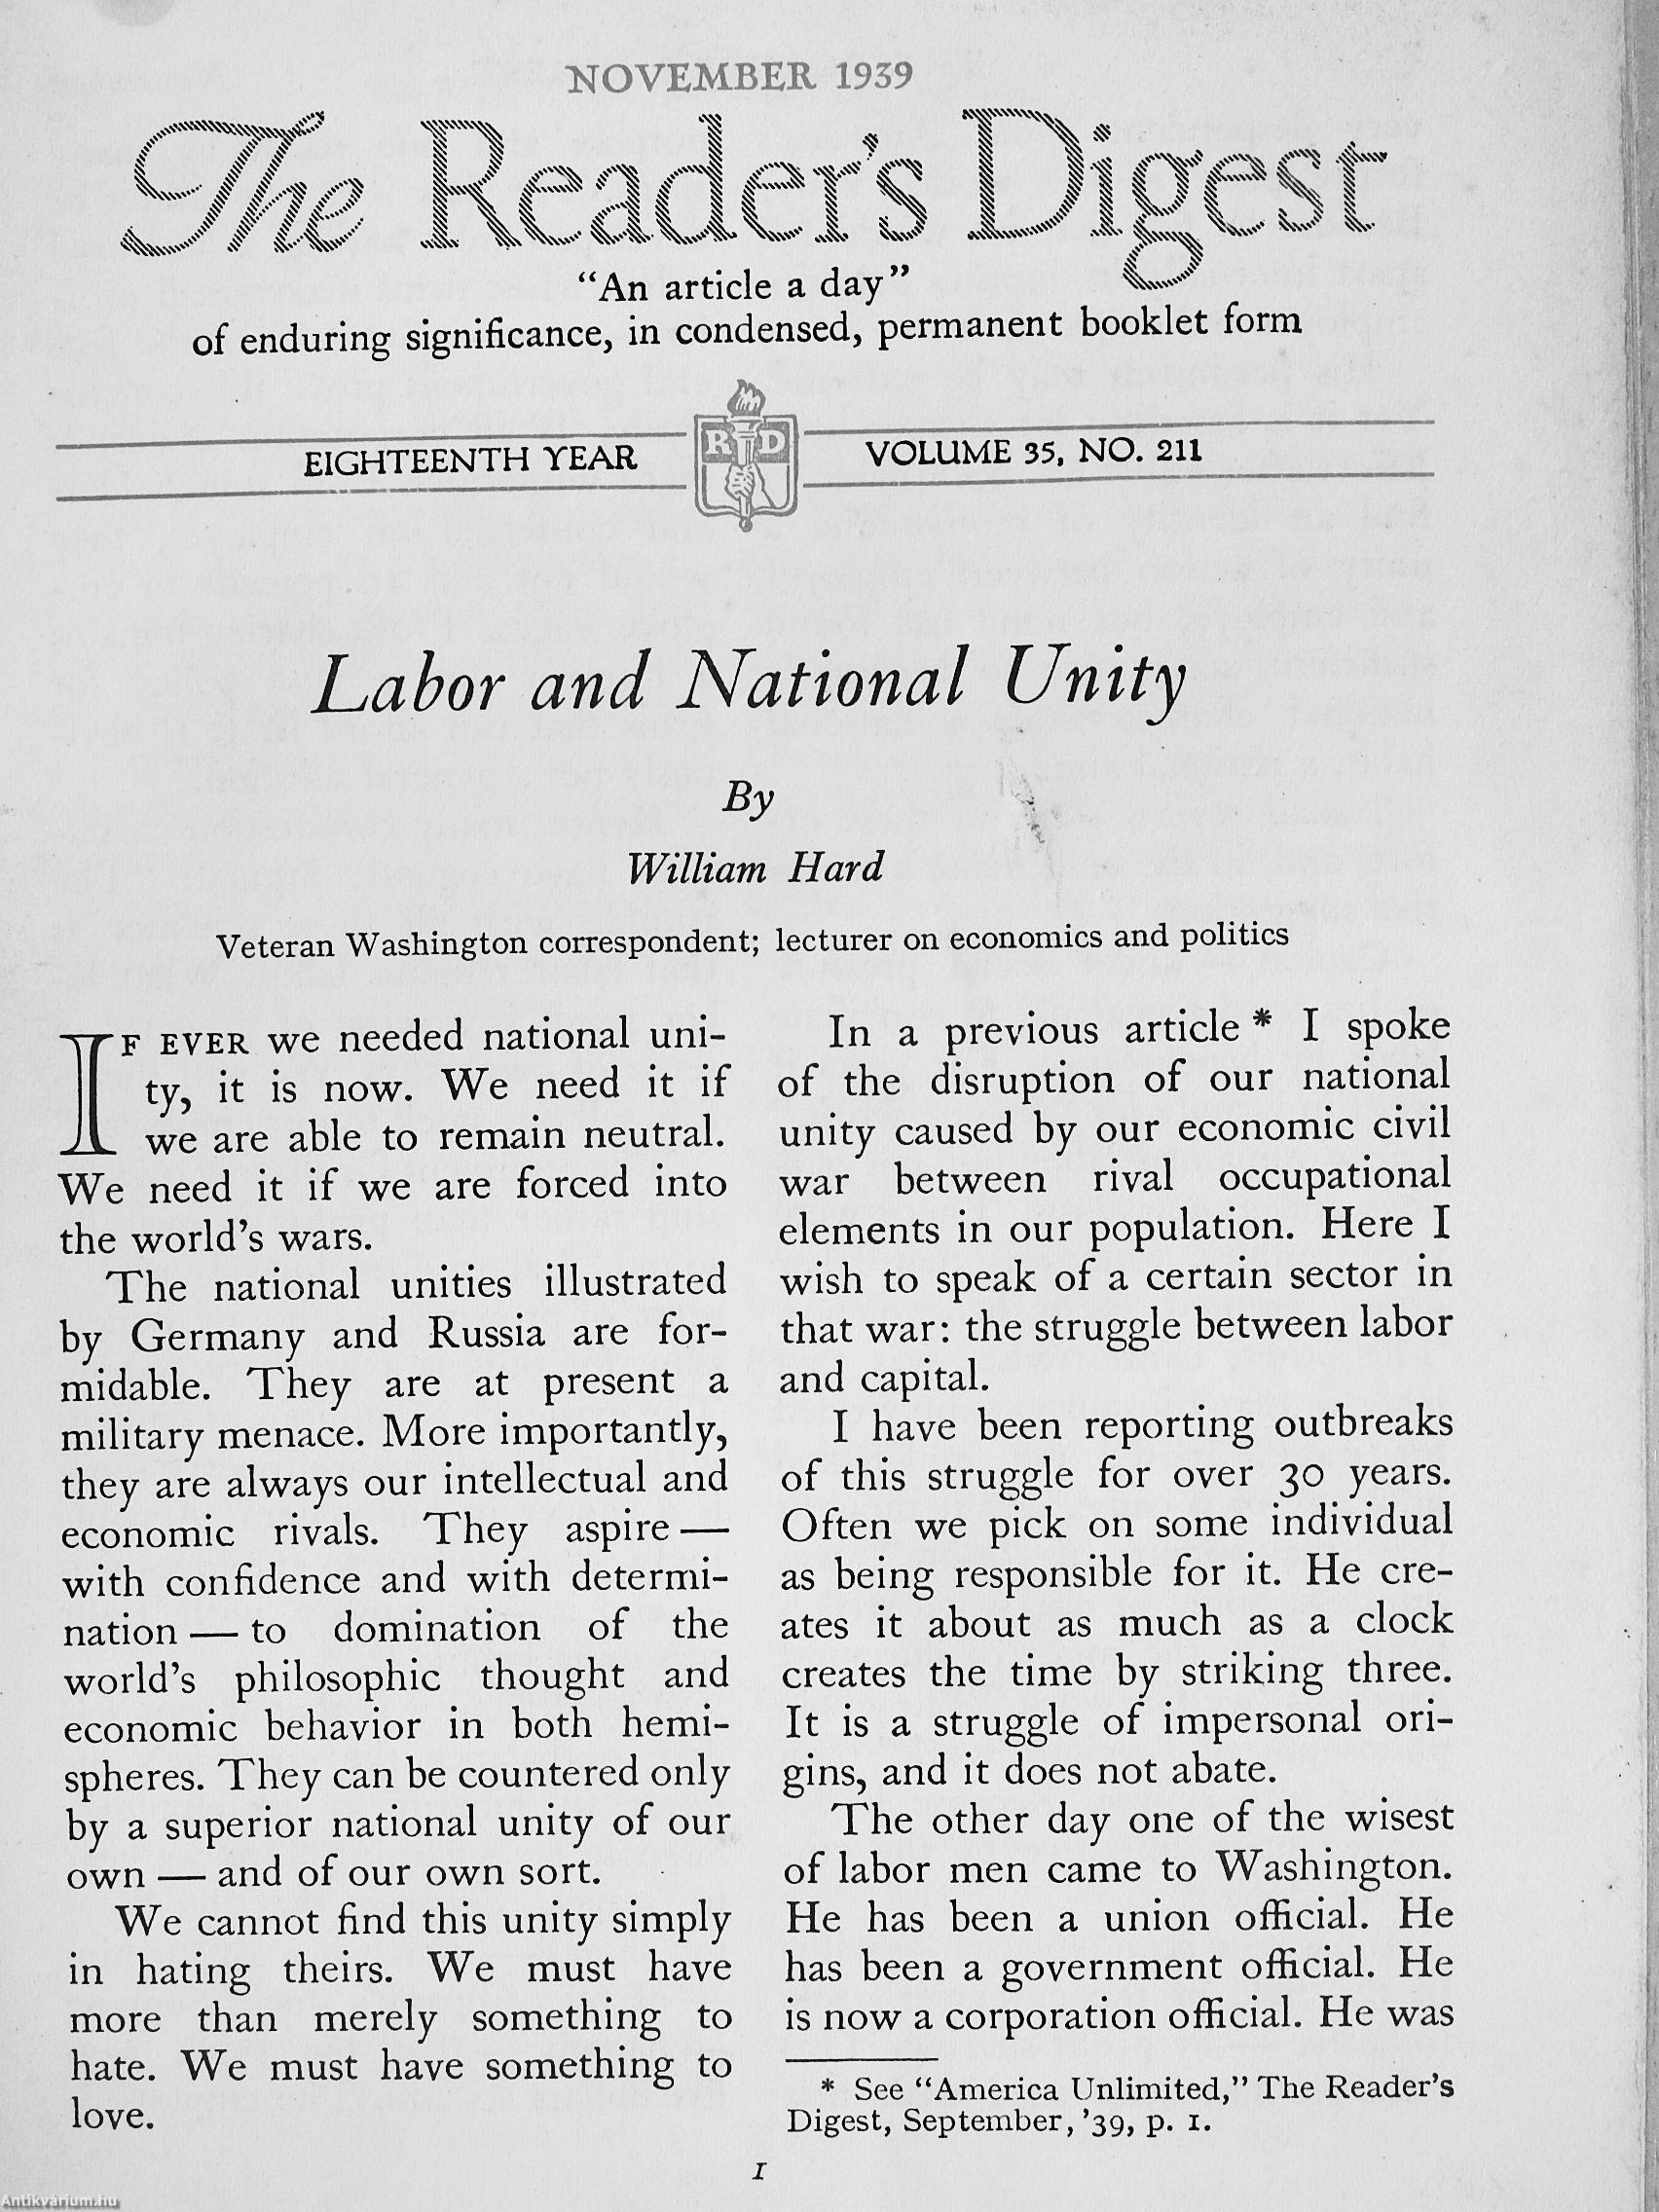 NOVEMBER 1939
The Reader's Digest
“An article a day”
of enduring significance, in condensed, permanent booklet form
EIGHTEENTH YEAR
R D
VOLUME 35, NO. 211
Labor and National Unity
By
William Hard
Veteran Washington correspondent; lecturer on economics and politics
IF EVER we needed national uni-
ty, it is now. We need it if
we are able to remain neutral.
We need it if we are forced into
the world's wars.
The national unities illustrated
by Germany and Russia are for-
midable. They are at present a
military menace. More importantly,
they are always our intellectual and
economic rivals. They aspire —
with confidence and with determi-
nation — to domination of the
world's philosophic thought and
economic behavior in both hemi-
spheres. They can be countered only
by a superior national unity of our
own — and of our own sort.
We cannot find this unity simply
in hating theirs. We must have
more than merely something to
hate. We must have something to
love.
In a previous article * I spoke
of the disruption of our national
unity caused by our economic civil
war between rival occupational
elements in our population. Here I
wish to speak of a certain sector in
that war: the struggle between labor
and capital.
I have been reporting outbreaks
of this struggle for over 30 years.
Often we pick on some individual
as being responsible for it. He cre-
ates it about as much as a clock
creates the time by striking three.
It is a struggle of impersonal ori-
gins, and it does not abate.
The other day one of the wisest
of labor men came to Washington.
He has been a union official. He
has been a government official. He
is now a corporation official. He was
* See “America Unlimited,” The Reader's
Digest, September, '39, p. 1.
1
Antikvárium.hu